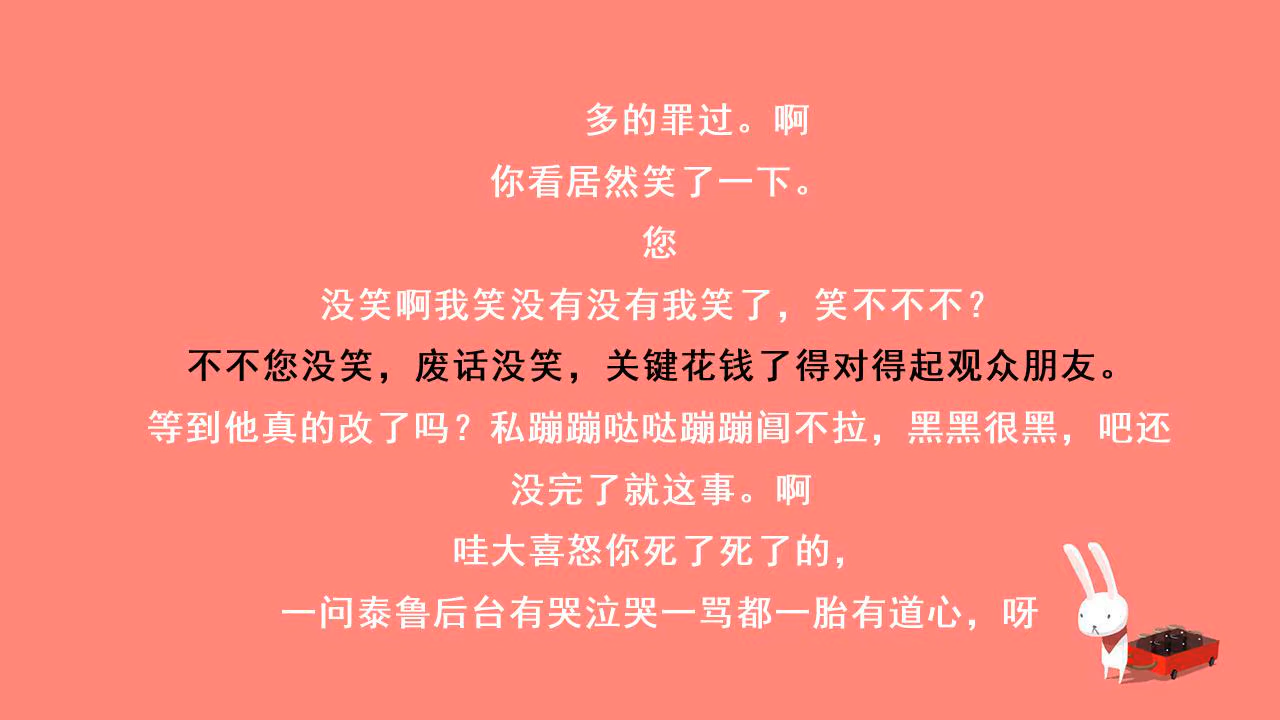 多的罪过。啊
你看居然笑了一下。
您
没笑啊我笑没有没有我笑了，笑不不不？
不不您没笑，废话没笑，关键花钱了得对得起观众朋友。
等到他真的改了吗？私蹦蹦哒哒蹦蹦阊不拉，黑黑很黑，吧还
没完了就这事。啊
哇大喜怒你死了死了的，
一问泰鲁后台有哭泣哭一骂都一胎有道心，呀